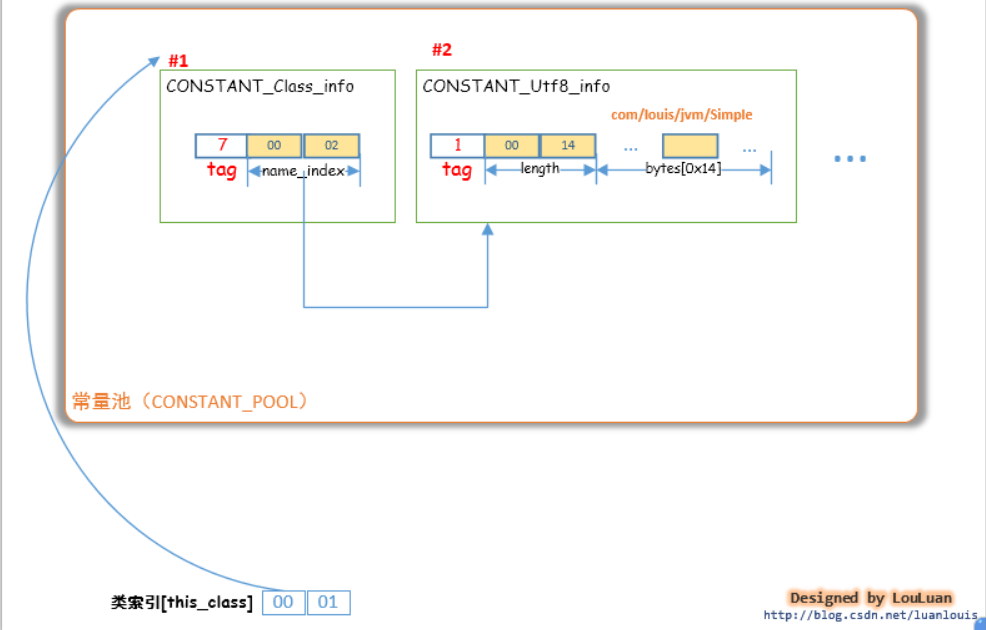 #1
#2
CONSTANT_Class_info
CONSTANT_Utf8_info
com/louis/jvm/Simple
7 00 02
1 00 14 ... ...
tag name_index
tag length bytes[0x14]
...
常量池（CONSTANT_POOL）
类索引[this_class] 00 01
Designed by LouLuan
http://blog.csdn.net/luanlouis